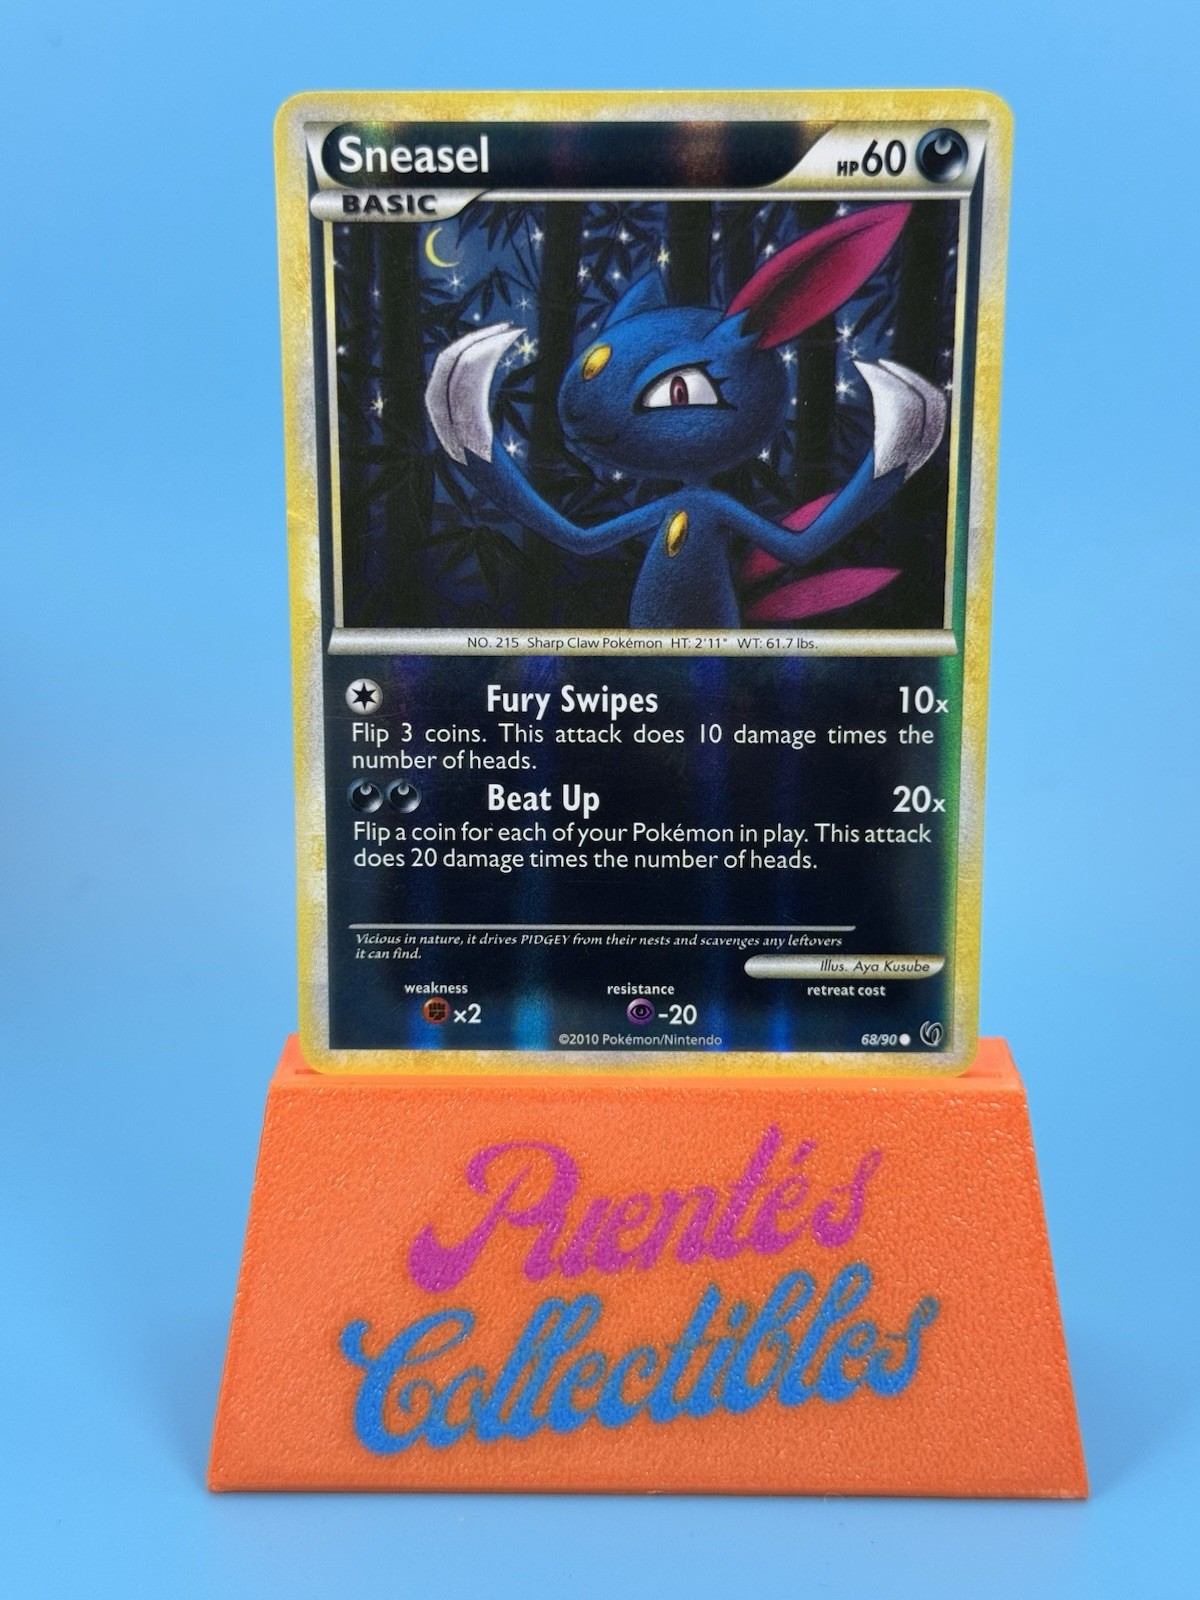 Sneasel
HP 60
BASIC
NO. 215 Sharp Claw Pokémon HT: 2'11" WT: 61.7 lbs.
Fury Swipes 10x
Flip 3 coins. This attack does 10 damage times the
number of heads.
Beat Up 20x
Flip a coin for each of your Pokémon in play. This attack
does 20 damage times the number of heads.
Vicious in nature, it drives PIDGEY from their nests and scavenges any leftovers
it can find.
Illus. Aya Kusube
weakness resistance retreat cost
x2 -20
©2010 Pokémon/Nintendo 68/90
Puentés
Collectibles